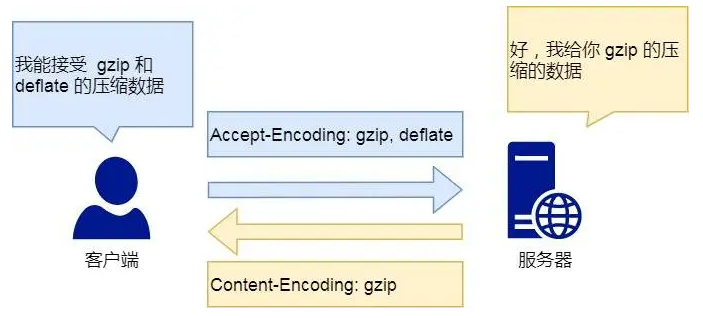 我能接受 gzip 和
deflate 的压缩数据
好，我给你 gzip 的压
缩的数据
Accept-Encoding: gzip, deflate
客户端
服务器
Content-Encoding: gzip